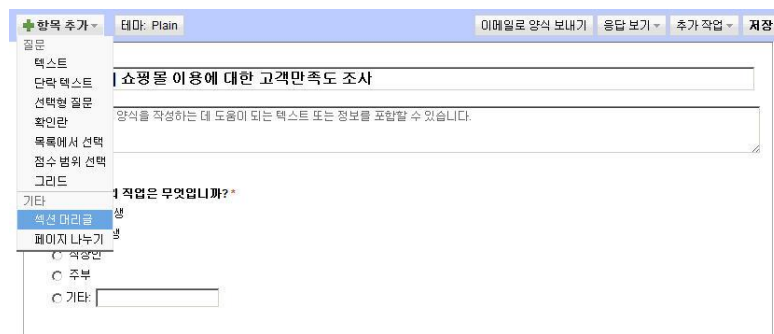 항목 추가 테마: Plain 이메일로 양식 보내기 응답 보기 추가 작업 저장
질문
텍스트
단락 텍스트
선택형 질문
확인란
목록에서 선택
점수 범위 선택
그리드
기타
섹션 머리글
페이지 나누기
쇼핑몰 이용에 대한 고객만족도 조사
양식을 작성하는 데 도움이 되는 텍스트 또는 정보를 포함할 수 있습니다.
직업은 무엇입니까? *
생
생
직장인
주부
기타: